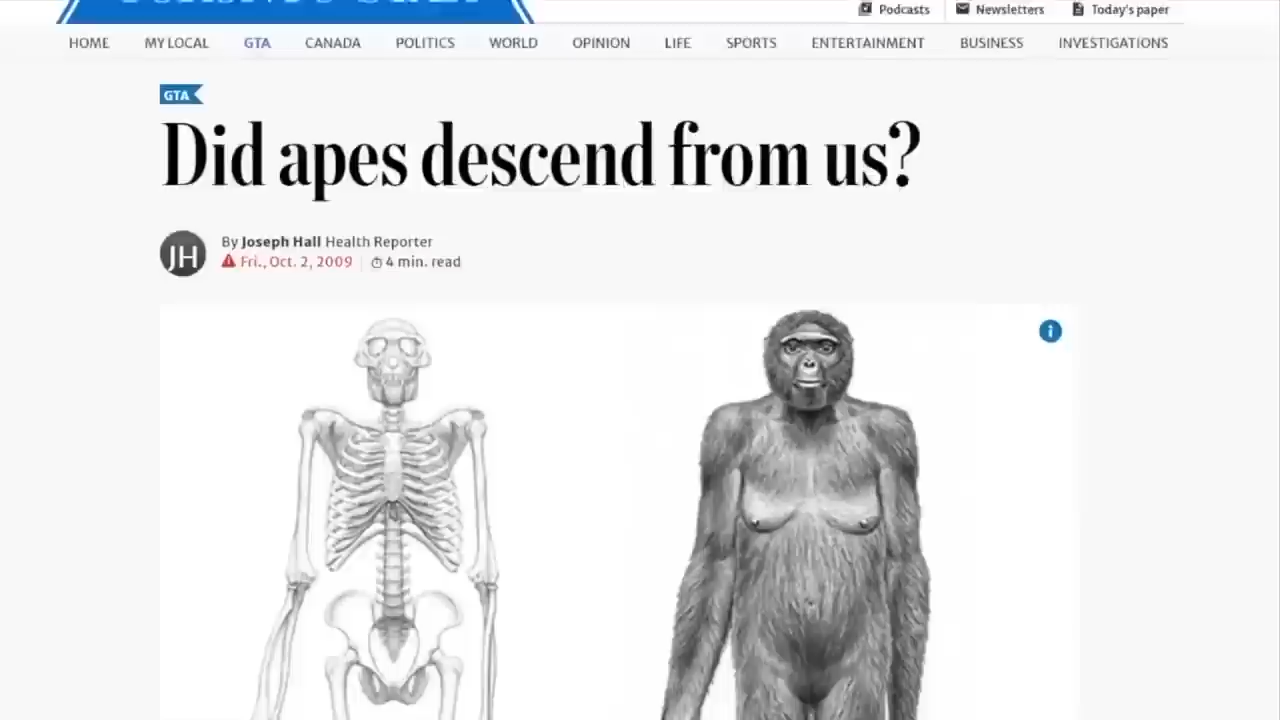 Podcasts Newsletters Today's paper
HOME MY LOCAL GTA CANADA POLITICS WORLD OPINION LIFE SPORTS ENTERTAINMENT BUSINESS INVESTIGATIONS
GTA
Did apes descend from us?
JH
By Joseph Hall Health Reporter
Fri., Oct. 2, 2009 4 min. read
i